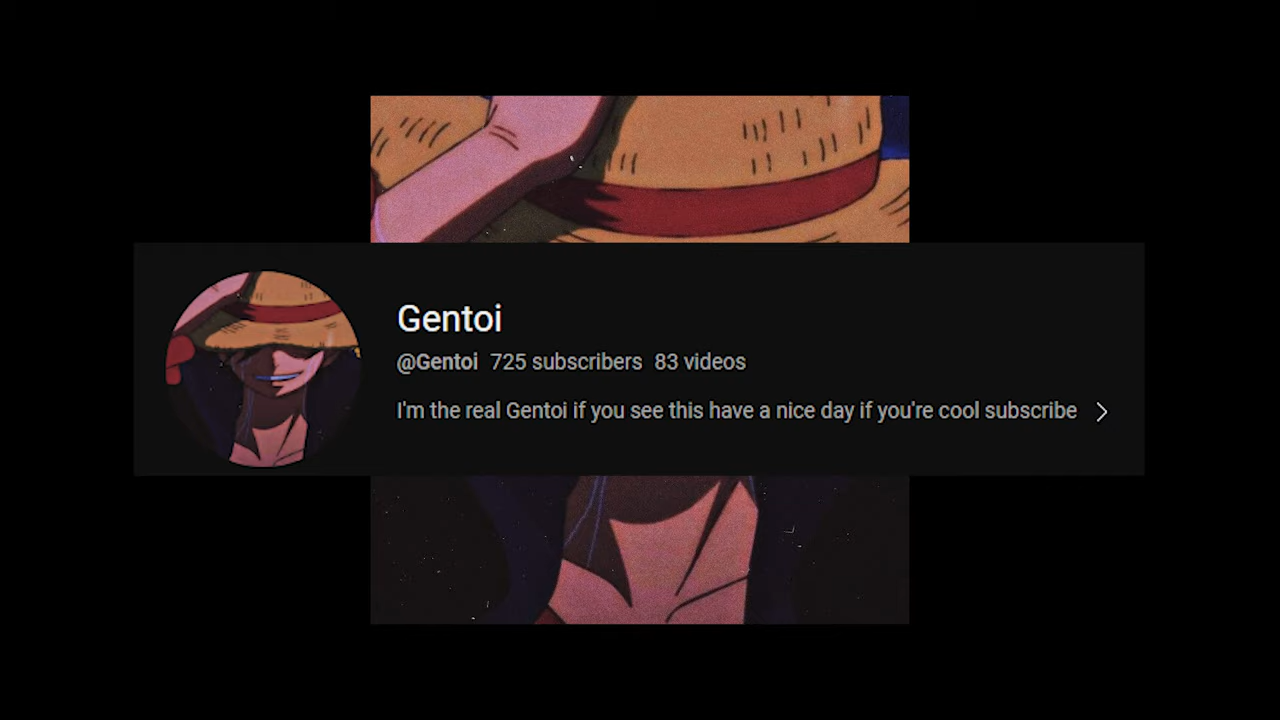 Gentoi
@Gentoi 725 subscribers 83 videos
I'm the real Gentoi if you see this have a nice day if you're cool subscribe